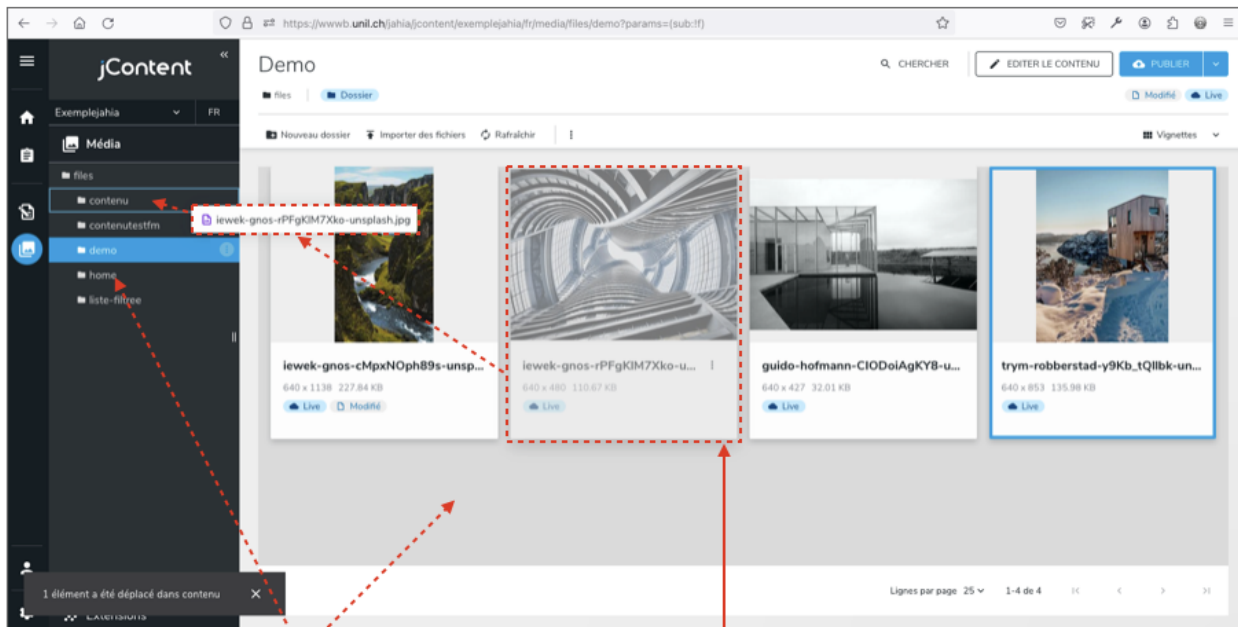 https://wwwb.unil.ch/jahia/jcontent/exemplejahia/fr/media/files/demo?params=(sub:!f)
jContent
Demo
CHERCHER
EDITER LE CONTENU
PUBLIER
files
Dossier
Modifié
Live
Exemplejahia
FR
Média
Nouveau dossier
Importer des fichiers
Rafraîchir
Vignettes
files
contenu
contenutestfm
demo
home
liste-filtree
iewek-gnos-rPFgKlM7Xko-unsplash.jpg
iewek-gnos-cMpxNOph89s-unsp...
640 x 1138 227.84 KB
Live
Modifié
iewek-gnos-rPFgKlM7Xko-u...
640 x 480 110.67 KB
Live
guido-hofmann-CIODoiAgKY8-u...
640 x 427 32.01 KB
Live
trym-robberstad-y9Kb_tQIlbk-un...
640 x 853 135.98 KB
Live
1 élément a été déplacé dans contenu
Extensions
Lignes par page 25
1-4 de 4